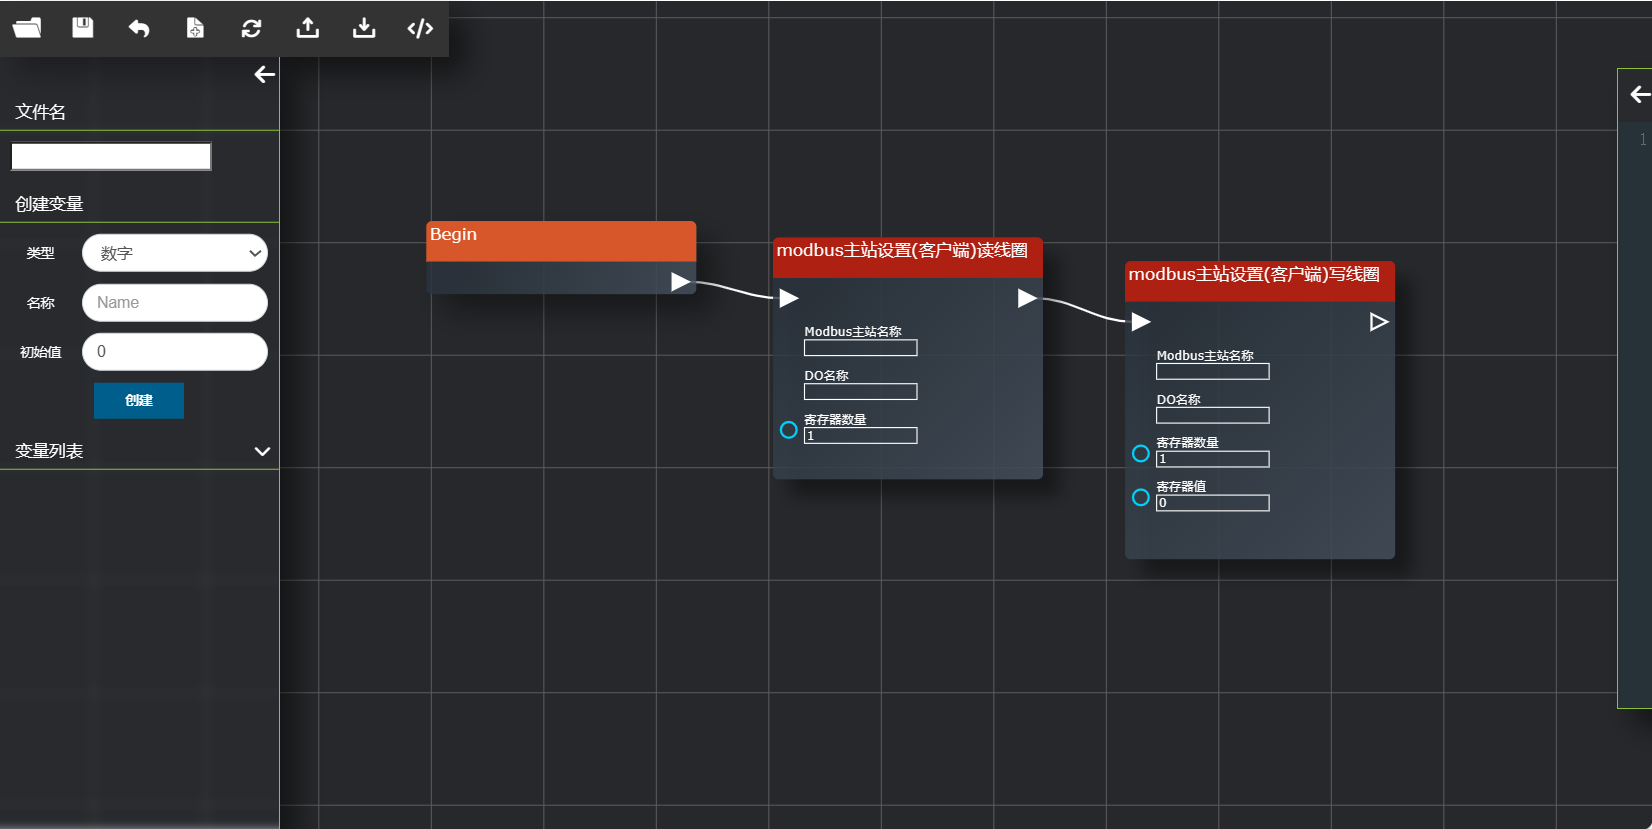 文件名
创建变量
类型
数字
名称
Name
初始值
0
创建
变量列表
Begin
modbus主站设置(客户端)读线圈
Modbus主站名称
DO名称
寄存器数量
1
modbus主站设置(客户端)写线圈
Modbus主站名称
DO名称
寄存器数量
1
寄存器值
0
1